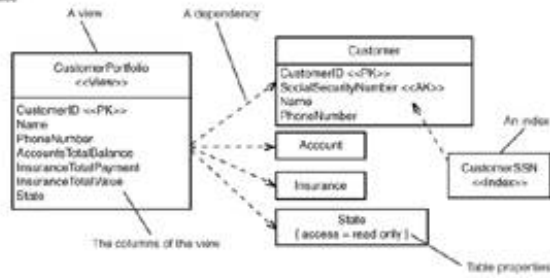 A view
A dependency
CustomerPortfolio
<<View>>
CustomerID <<PK>>
Name
PhoneNumber
AccountsTotalBalance
InsuranceTotalPayment
InsuranceTotalValue
State
The columns of the view
Customer
CustomerID <<PK>>
SocialSecurityNumber <<AK>>
Name
PhoneNumber
Account
Insurance
State
{ access = read only }
An index
CustomerSSN
<<Index>>
Table properties